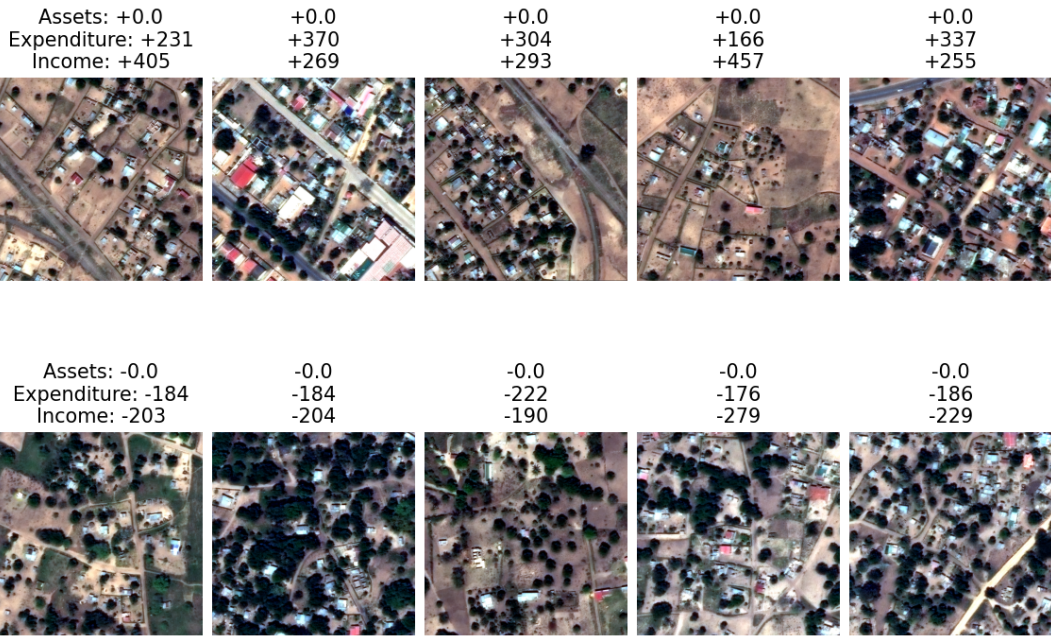 Assets: +0.0 +0.0 +0.0 +0.0 +0.0
Expenditure: +231 +370 +304 +166 +337
Income: +405 +269 +293 +457 +255
Assets: -0.0 -0.0 -0.0 -0.0 -0.0
Expenditure: -184 -184 -222 -176 -186
Income: -203 -204 -190 -279 -229